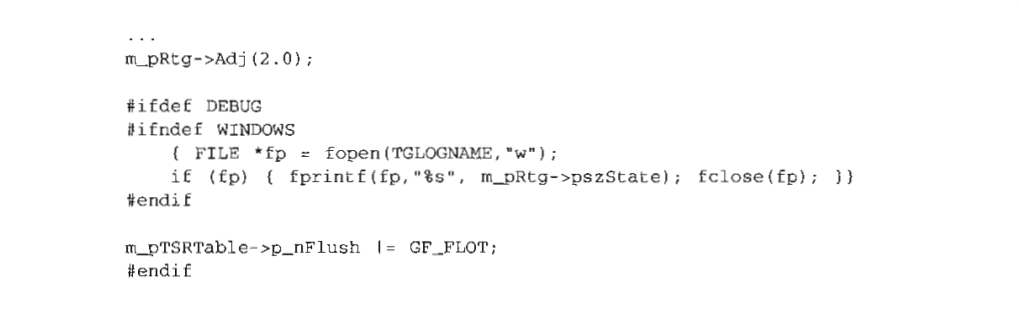 ...
m_pRtg->Adj(2.0);
#ifdef DEBUG
#ifndef WINDOWS
{ FILE *fp = fopen(TGLOGNAME,"w");
if (fp) { fprintf(fp,"%s", m_pRtg->pszState); fclose(fp); }}
#endif
m_pTSRTable->p_nFlush |= GF_FLOT;
#endif